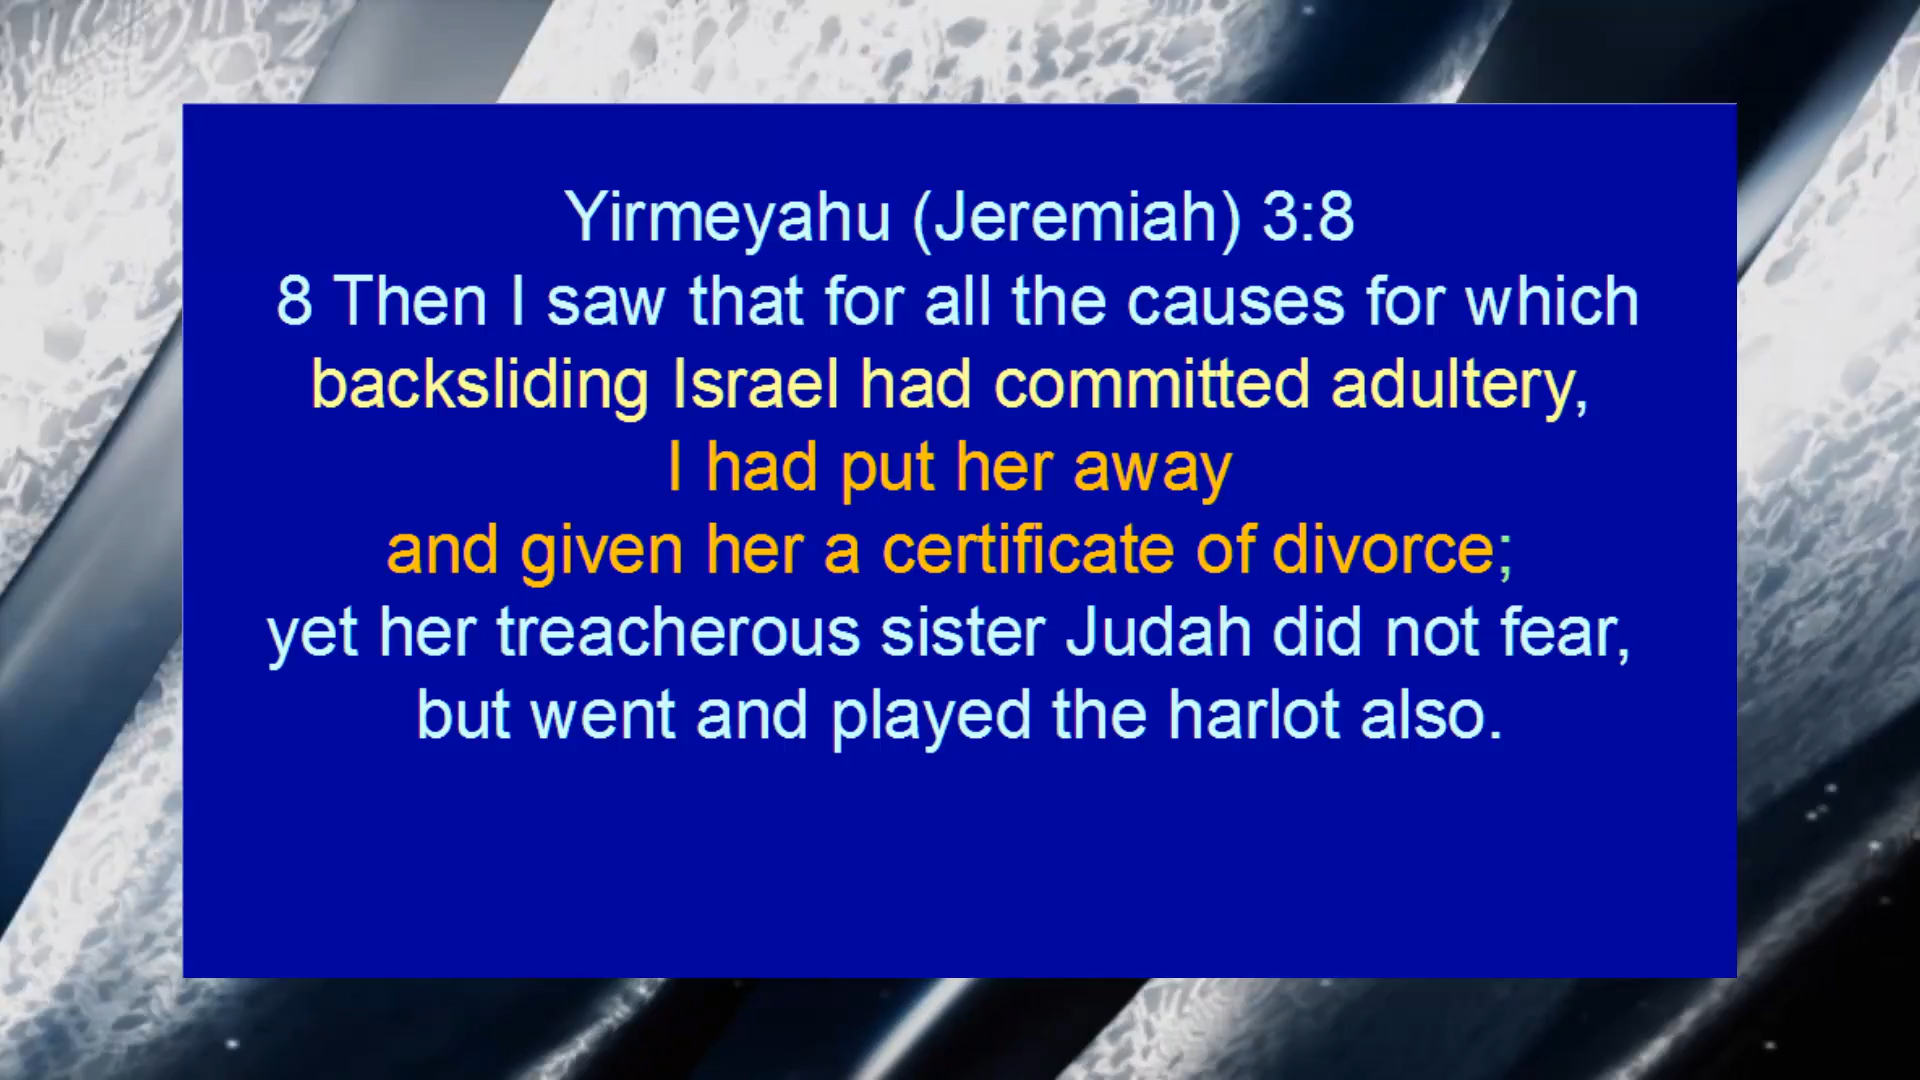 Yirmeyahu (Jeremiah) 3:8
8 Then I saw that for all the causes for which
backsliding Israel had committed adultery,
I had put her away
and given her a certificate of divorce;
yet her treacherous sister Judah did not fear,
but went and played the harlot also.